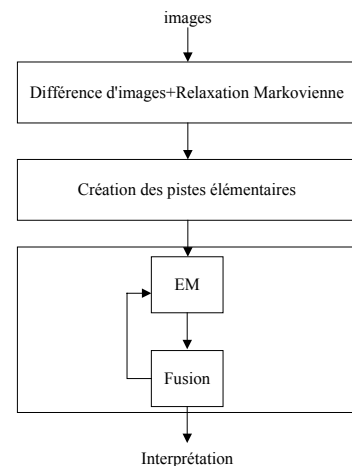 images
Différence d'images+Relaxation Markovienne
Création des pistes élémentaires
EM
Fusion
Interprétation